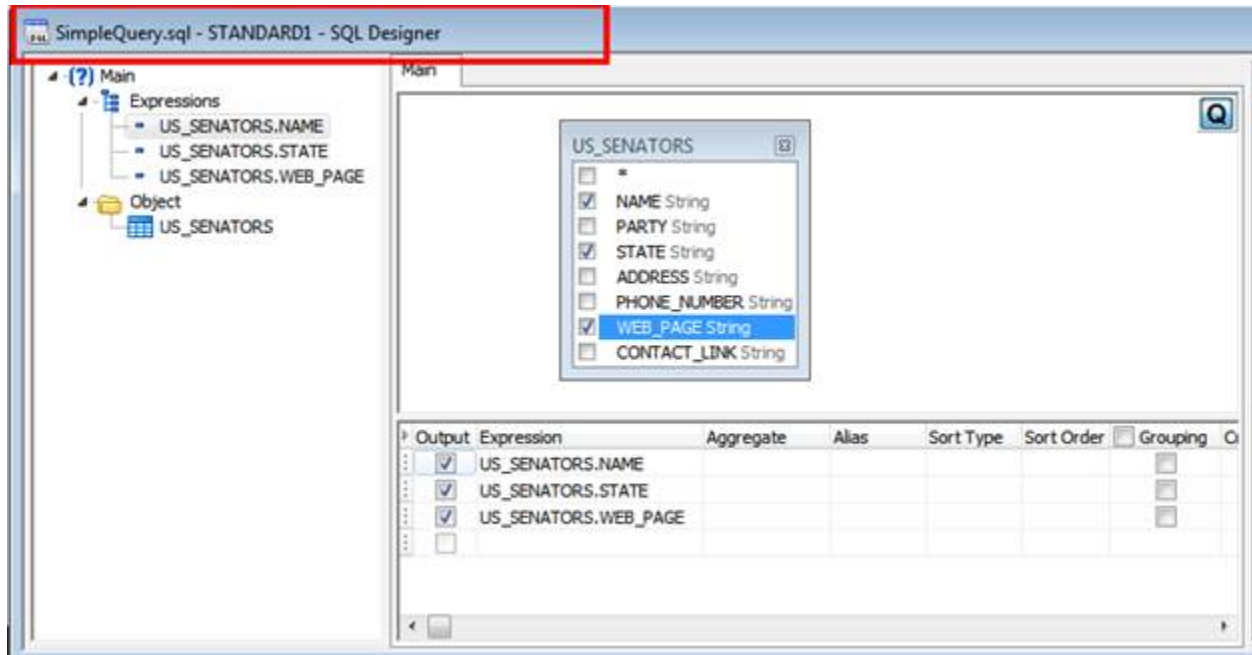 SimpleQuery.sql - STANDARD1 - SQL Designer
Main
Expressions
US_SENATORS.NAME
US_SENATORS.STATE
US_SENATORS.WEB_PAGE
Object
US_SENATORS
Main
Q
US_SENATORS
*
NAME String
PARTY String
STATE String
ADDRESS String
PHONE_NUMBER String
WEB_PAGE String
CONTACT_LINK String
Output Expression Aggregate Alias Sort Type Sort Order Grouping
US_SENATORS.NAME
US_SENATORS.STATE
US_SENATORS.WEB_PAGE